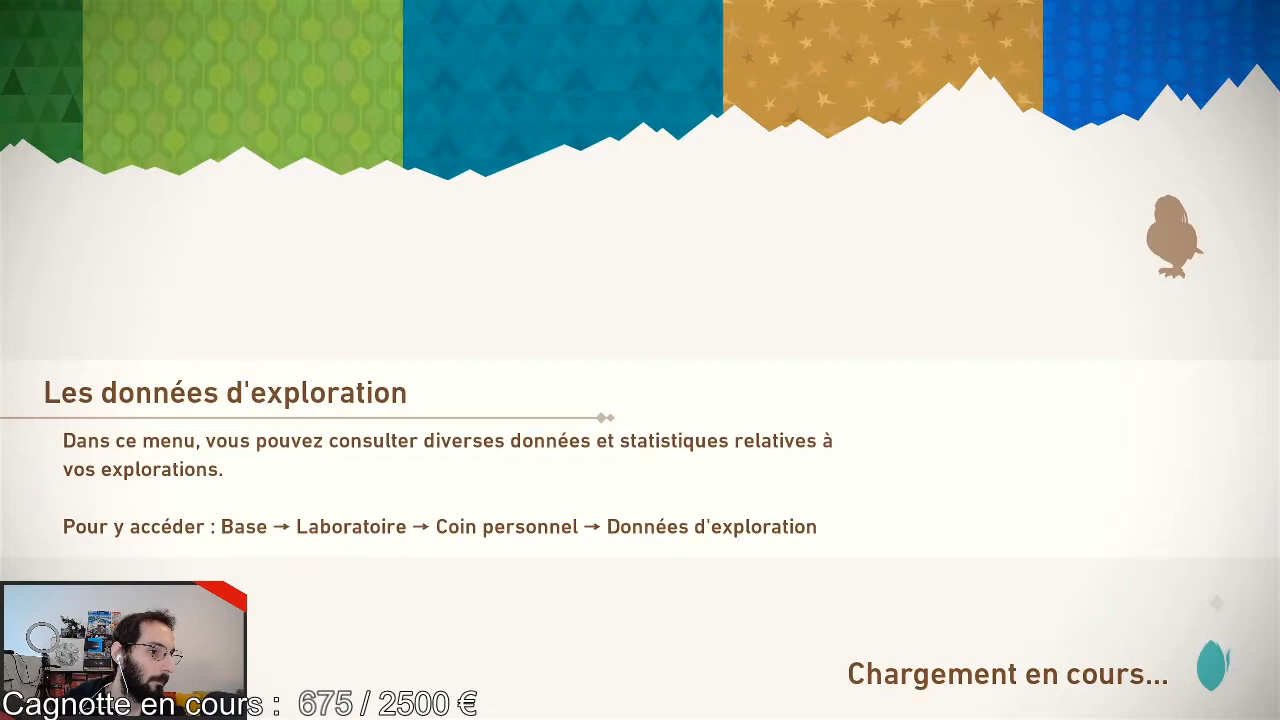 Les données d'exploration
Dans ce menu, vous pouvez consulter diverses données et statistiques relatives à
vos explorations.
Pour y accéder : Base → Laboratoire → Coin personnel → Données d'exploration
Chargement en cours...
Cagnotte en cours : 675 / 2500 €